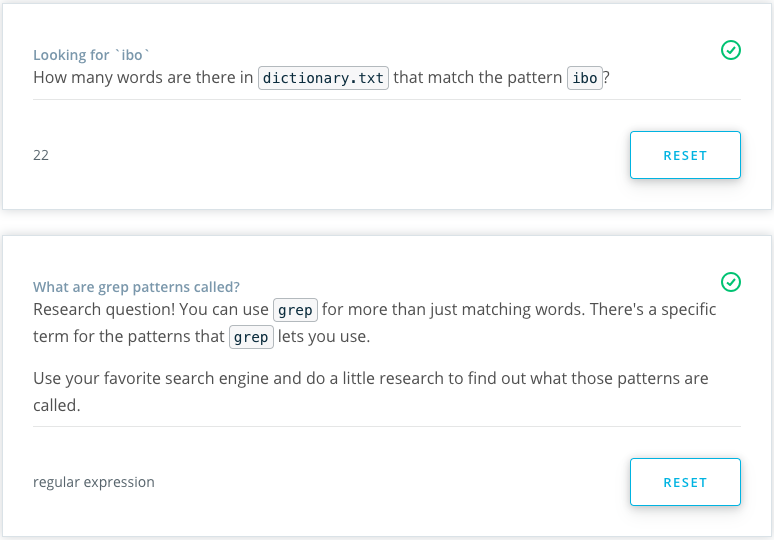 Looking for `ibo`
How many words are there in dictionary.txt that match the pattern ibo?
22
RESET
What are grep patterns called?
Research question! You can use grep for more than just matching words. There's a specific
term for the patterns that grep lets you use.
Use your favorite search engine and do a little research to find out what those patterns are
called.
regular expression
RESET